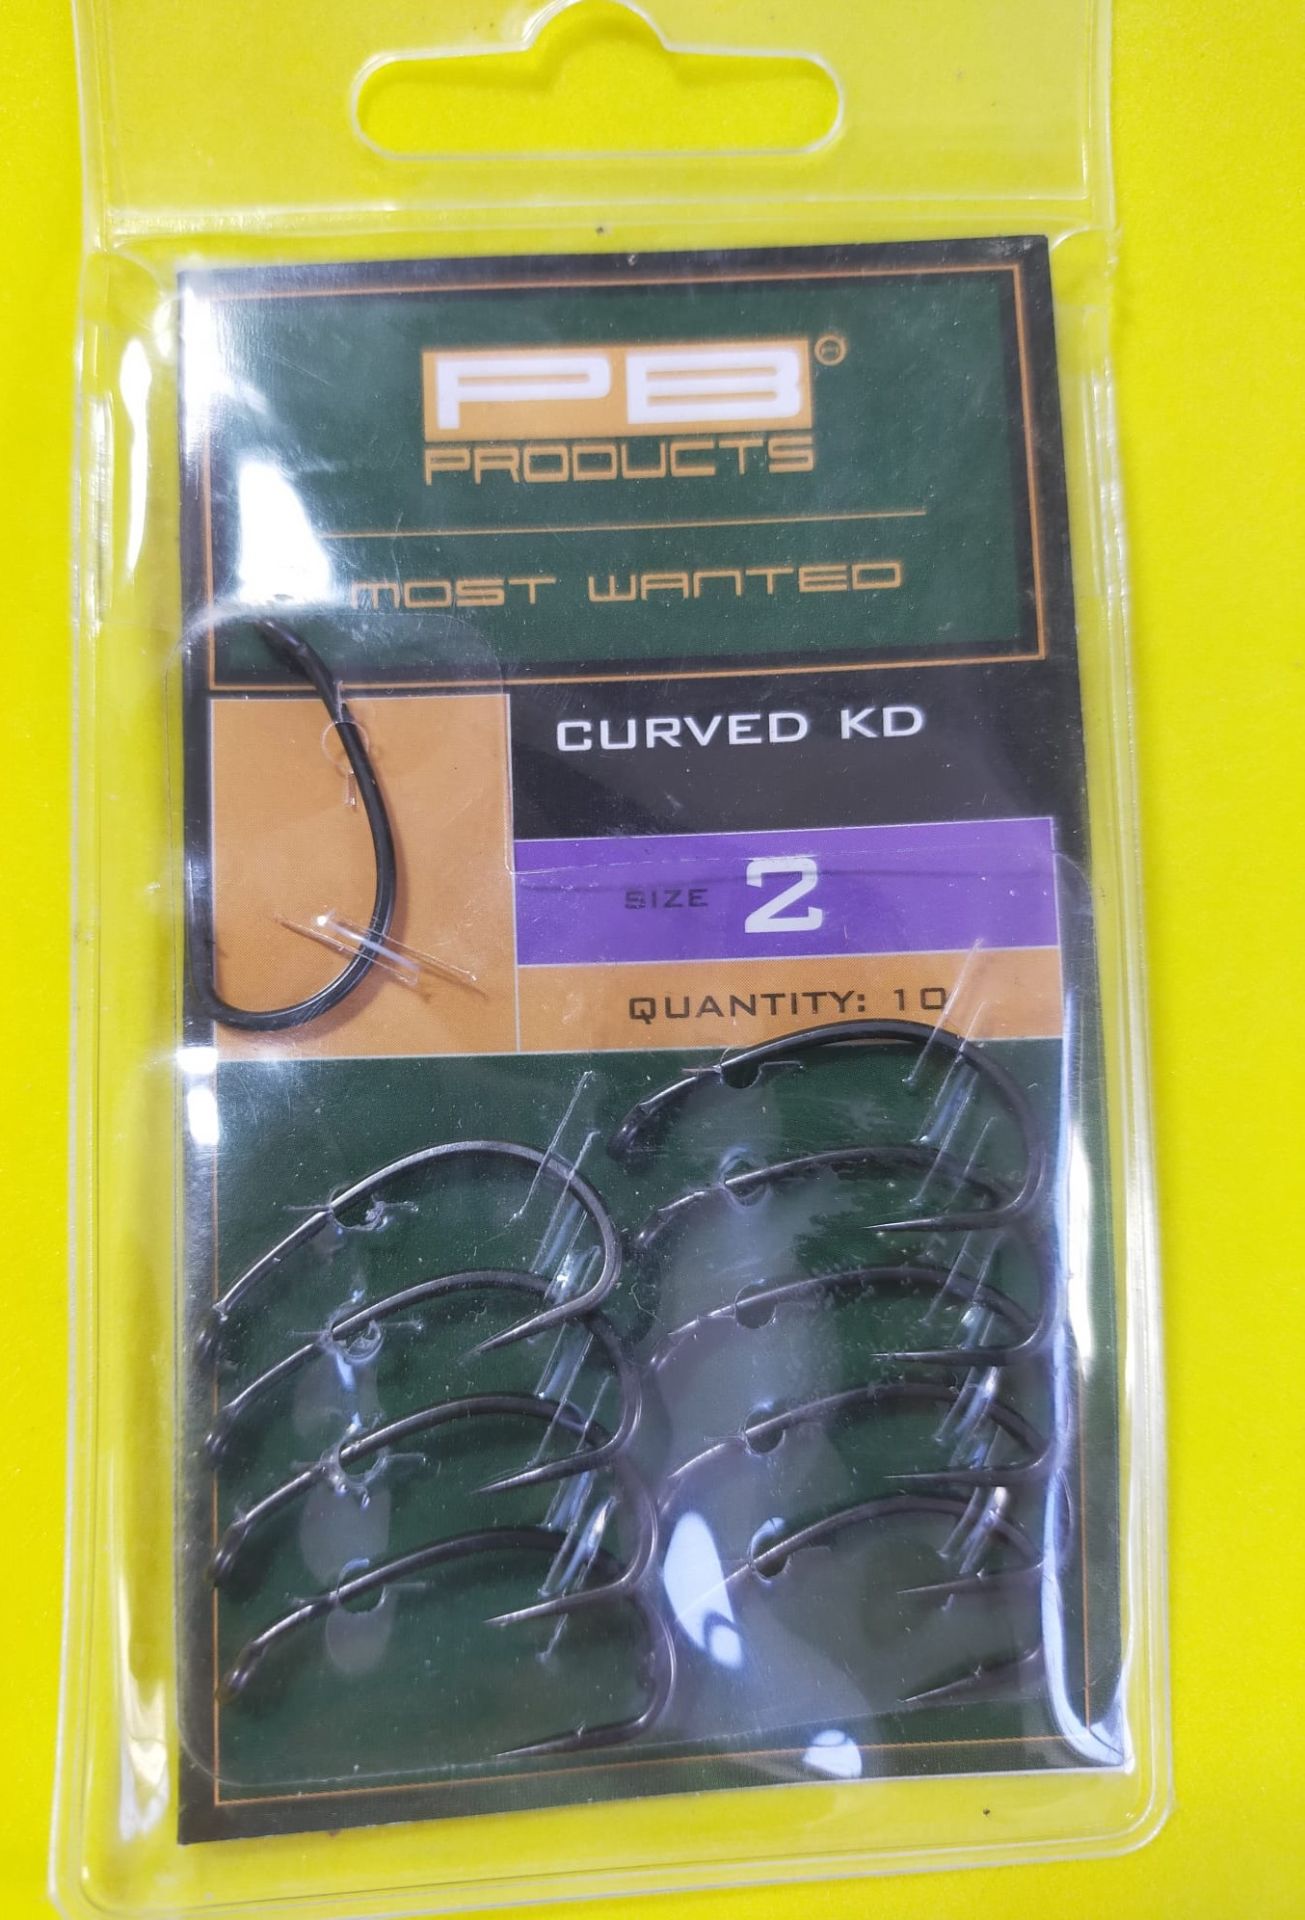 PB
PRODUCTS
MOST WANTED
CURVED KD
SIZE 2
QUANTITY: 10